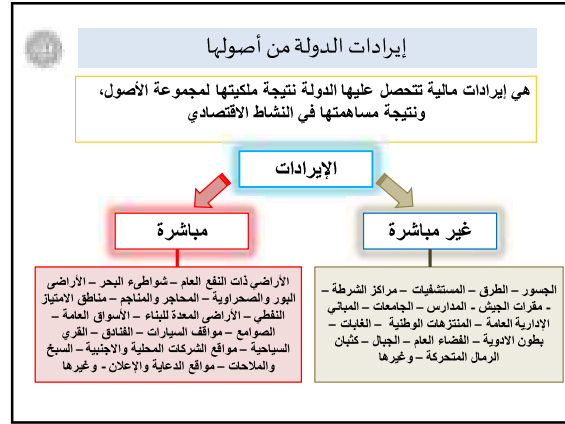 إيرادات الدولة من أصولها
هي إيرادات مالية تتحصل عليها الدولة نتيجة ملكيتها لمجموعة الأصول،
ونتيجة مساهمتها في النشاط الاقتصادي
الإيرادات
مباشرة
غير مباشرة
الأراضي ذات النفع العام – شواطىء البحر – الأراضى
البور والصحراوية – المحاجر والمناجم – مناطق الامتياز
النفطي – الأراضى المعدة للبناء – الأسواق العامة –
الصوامع – مواقف السيارات – الفنادق – القري
السياحية – مواقع الشركات المحلية والاجنبية – السبخ
والملاحات – مواقع الدعاية والإعلان - وغيرها
الجسور – الطرق – المستشفيات – مراكز الشرطة –
- مقرات الجيش - المدارس – الجامعات – المباني
الإدارية العامة – المنتزهات الوطنية – الغابات –
بطون الاودية – الفضاء العام – الجبال – كثبان
الرمال المتحركة – وغيرها